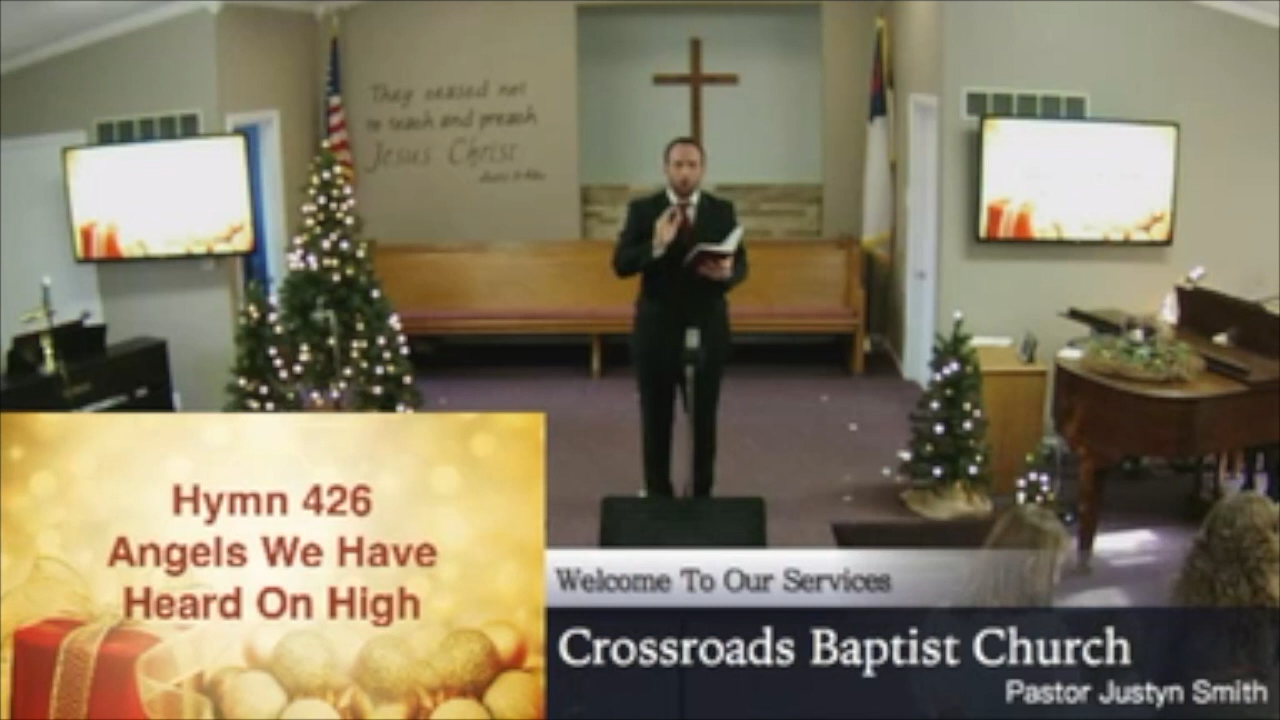 They ceased not
to teach and preach
Jesus Christ
Hymn 426
Angels We Have
Heard On High
Welcome To Our Services
Crossroads Baptist Church
Pastor Justyn Smith